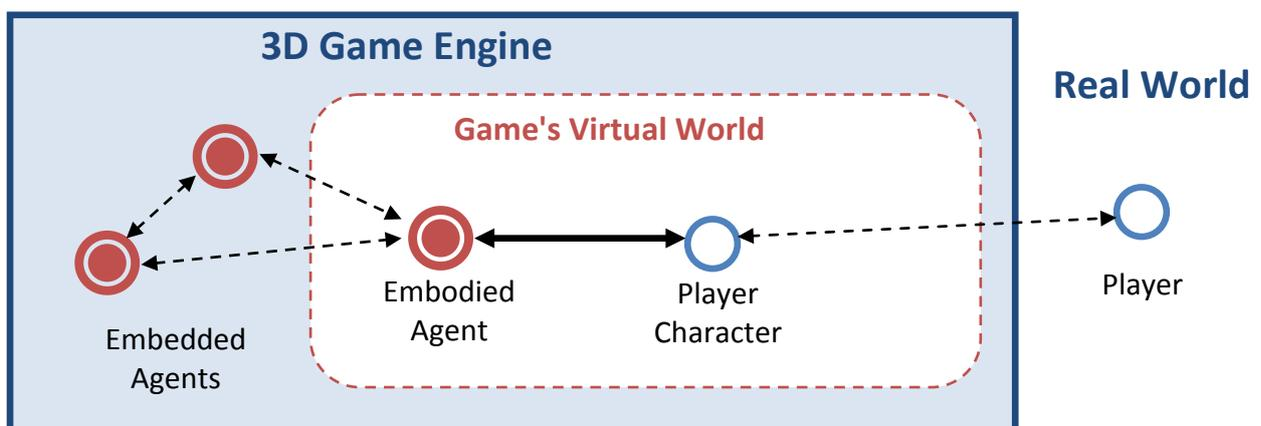 3D Game Engine
Real World
Game's Virtual World
Embodied
Agent
Player
Character
Player
Embedded
Agents